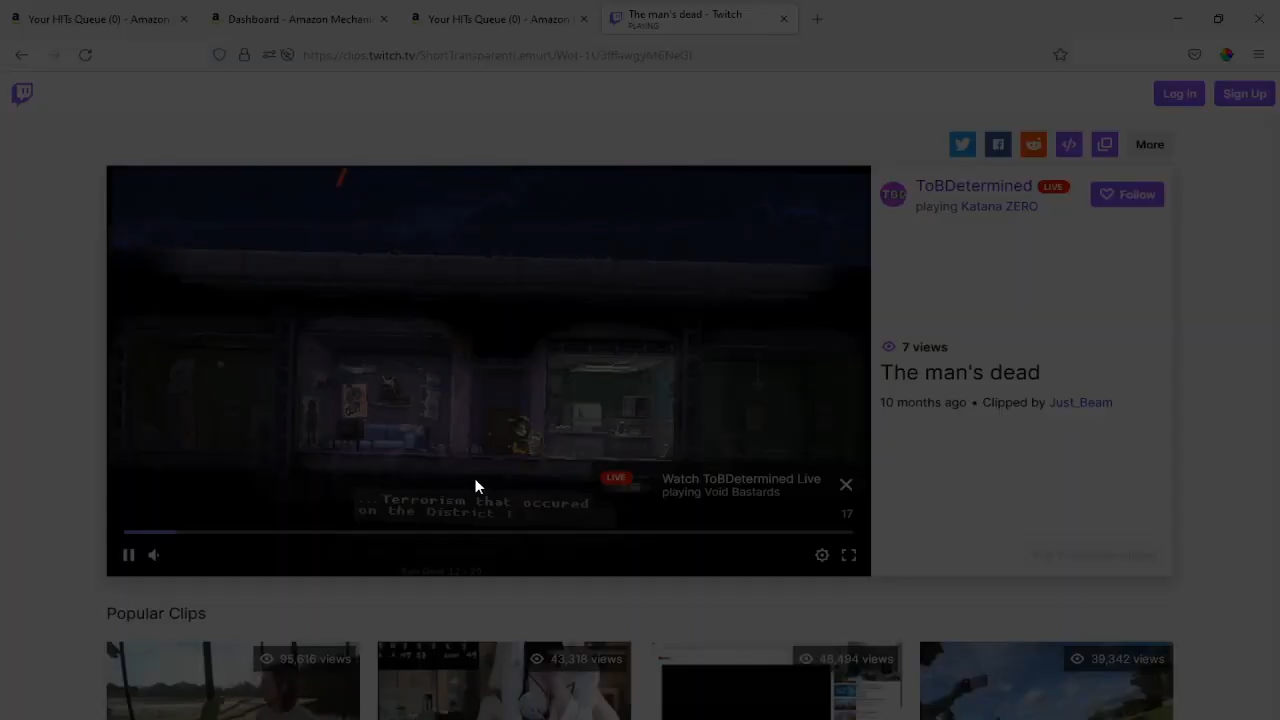 Your HITs Queue (0) - Amazon
Dashboard - Amazon Mechanic
Your HITs Queue (0) - Amazon
The man's dead - Twitch
PLAYING
Log In
Sign Up
More
ToBDetermined LIVE
playing Katana ZERO
Follow
7 views
The man's dead
10 months ago • Clipped by Just_Beam
LIVE
Watch ToBDetermined Live
playing Void Bastards
17
...Terrorism that occured
on the District
Popular Clips
95,616 views
43,318 views
48,494 views
39,342 views